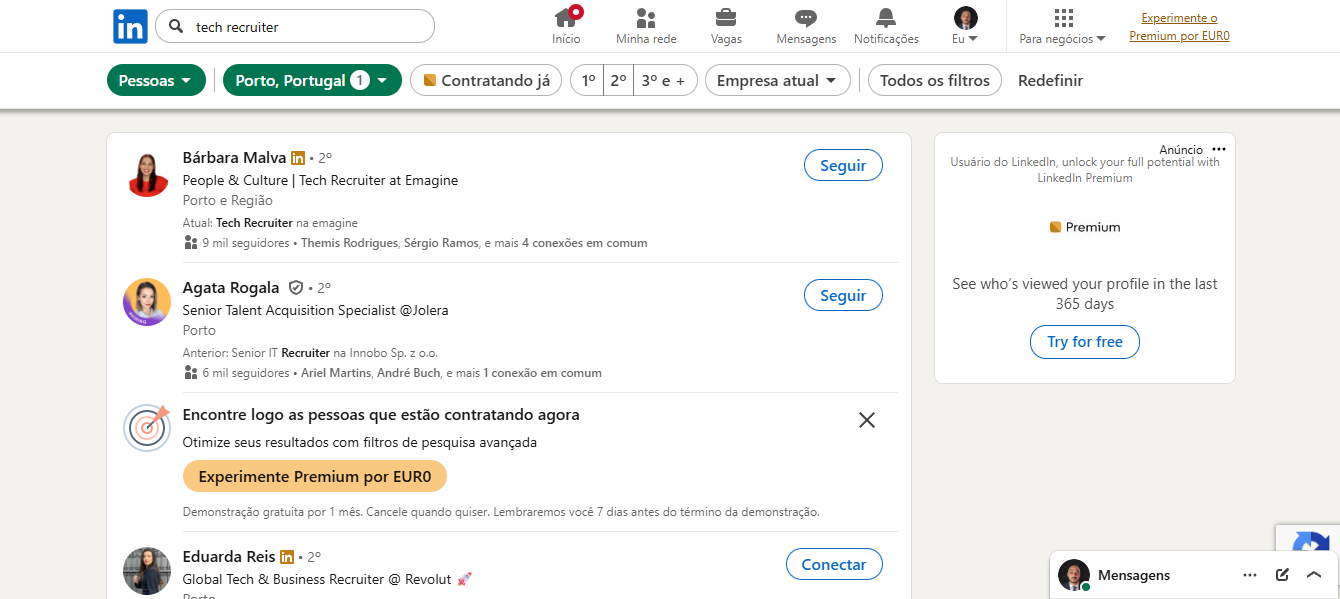 in
tech recruiter
Início
Minha rede
Vagas
Mensagens
Notificações
Eu
Para negócios
Experimente o
Premium por EUR0
Pessoas
Porto, Portugal 1
Contratando já
1º
2º
3º e +
Empresa atual
Todos os filtros
Redefinir
Bárbara Malva in • 2º
People & Culture | Tech Recruiter at Emagine
Porto e Região
Atual: Tech Recruiter na emagine
9 mil seguidores • Themis Rodrigues, Sérgio Ramos, e mais 4 conexões em comum
Seguir
Agata Rogala • 2º
Senior Talent Acquisition Specialist @Jolera
Porto
Anterior: Senior IT Recruiter na Innobo Sp. z o.o.
6 mil seguidores • Ariel Martins, André Buch, e mais 1 conexão em comum
Seguir
Encontre logo as pessoas que estão contratando agora
Otimize seus resultados com filtros de pesquisa avançada
Experimente Premium por EUR0
Demonstração gratuita por 1 mês. Cancele quando quiser. Lembraremos você 7 dias antes do término da demonstração.
Eduarda Reis in • 2º
Global Tech & Business Recruiter @ Revolut 🚀
Porto
Conectar
Anúncio •••
Usuário do LinkedIn, unlock your full potential with
LinkedIn Premium
Premium
See who's viewed your profile in the last
365 days
Try for free
Mensagens